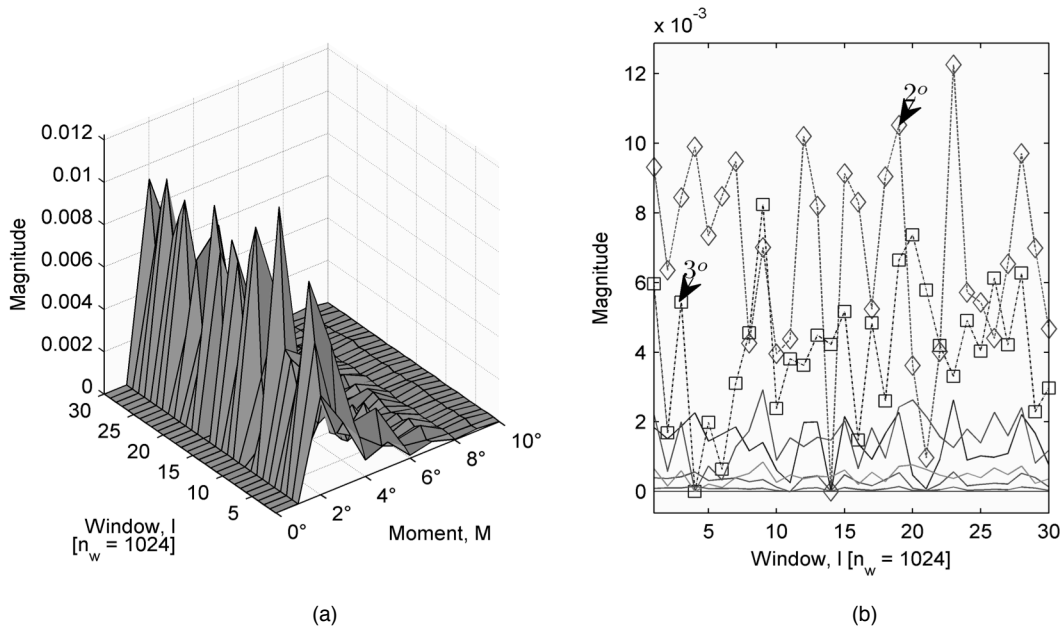 0.012
0.01
0.008
0.006
0.004
0.002
0
Magnitude
30
25
20
15
10
5
Window, I
[n_w = 1024]
0°
2°
4°
6°
8°
10°
Moment, M
(a)
x 10^-3
12
10
8
6
4
2
0
Magnitude
2º
3º
5
10
15
20
25
30
Window, I [n_w = 1024]
(b)